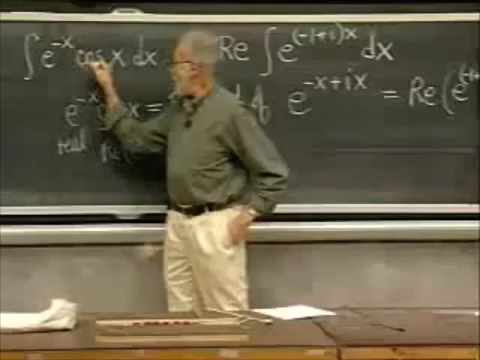 ∫ e^{-x} cos x dx Re ∫ e^{(-1+i)x} dx
e^{-x} x = e^{-x+ix} = Re(e^{(-1+
real